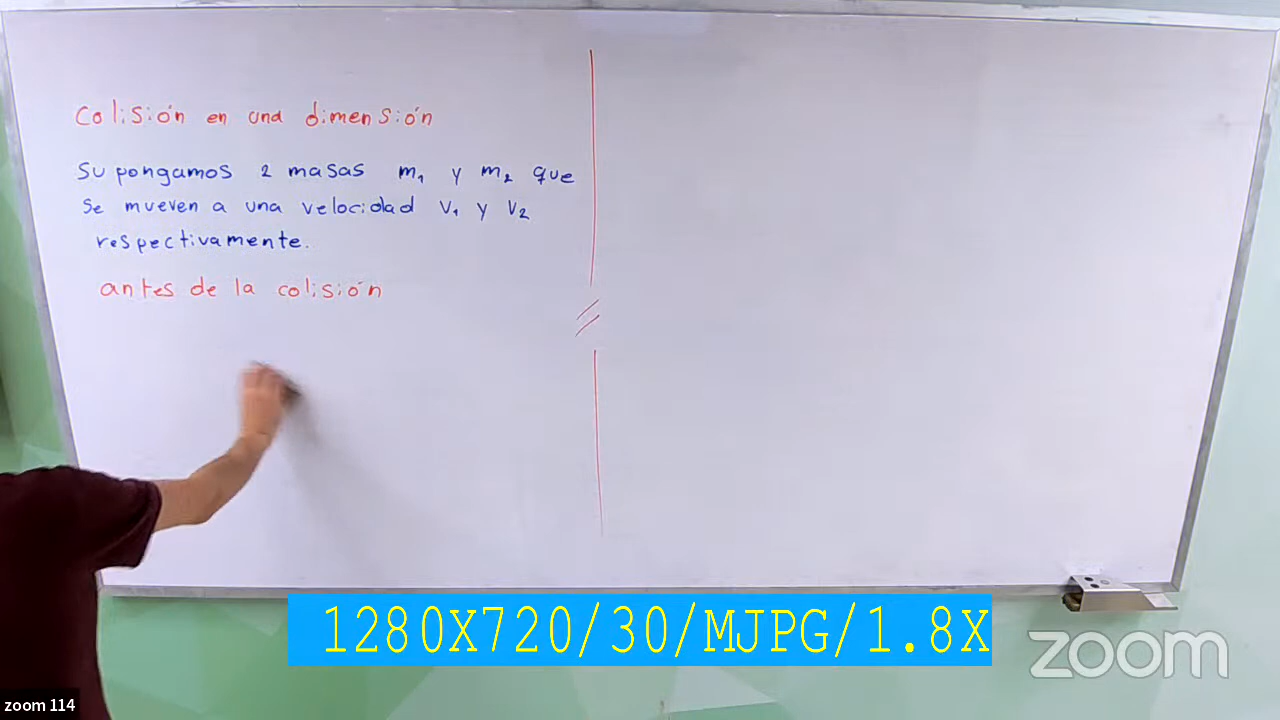 Colisión en una dimensión
Supongamos 2 masas m₁ y m₂ que
se mueven a una velocidad v₁ y v₂
respectivamente.
antes de la colisión
1280X720/30/MJPG/1.8X
zoom
zoom 114